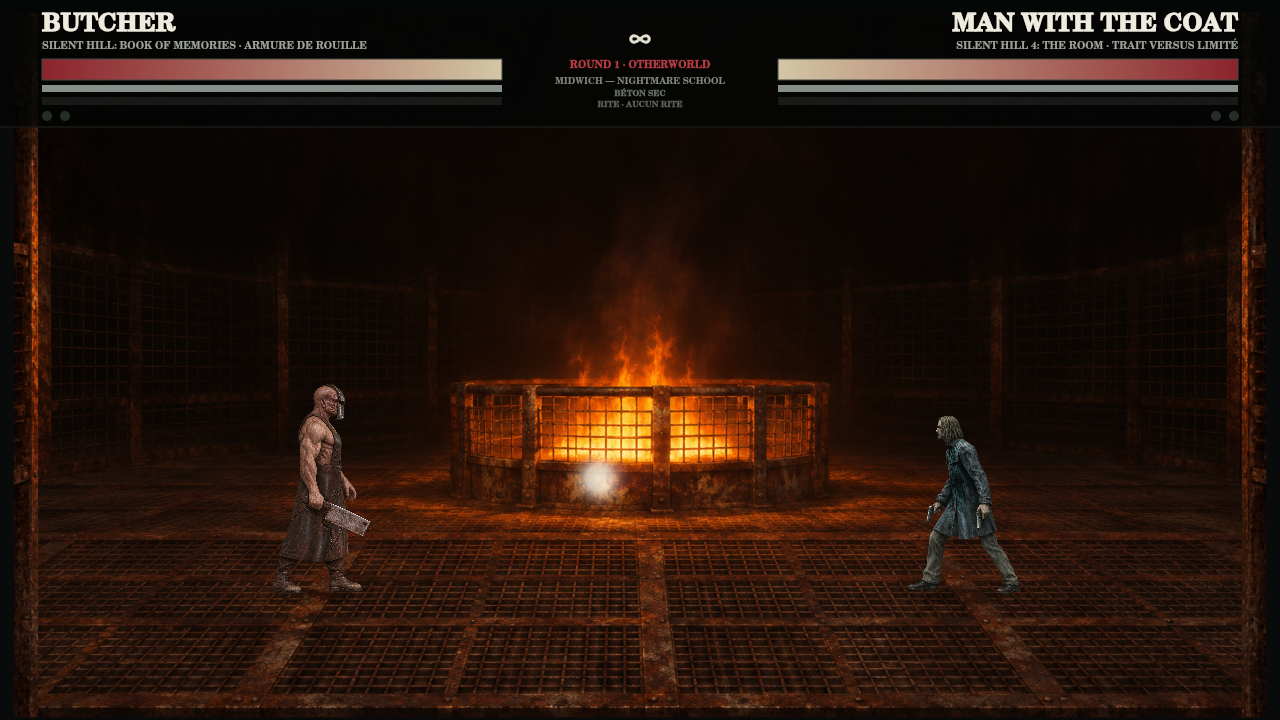 BUTCHER
SILENT HILL: BOOK OF MEMORIES · ARMURE DE ROUILLE
∞
ROUND 1 · OTHERWORLD
MIDWICH — NIGHTMARE SCHOOL
BÉTON SEC
RITE · AUCUN RITE
MAN WITH THE COAT
SILENT HILL 4: THE ROOM · TRAIT VERSUS LIMITÉ